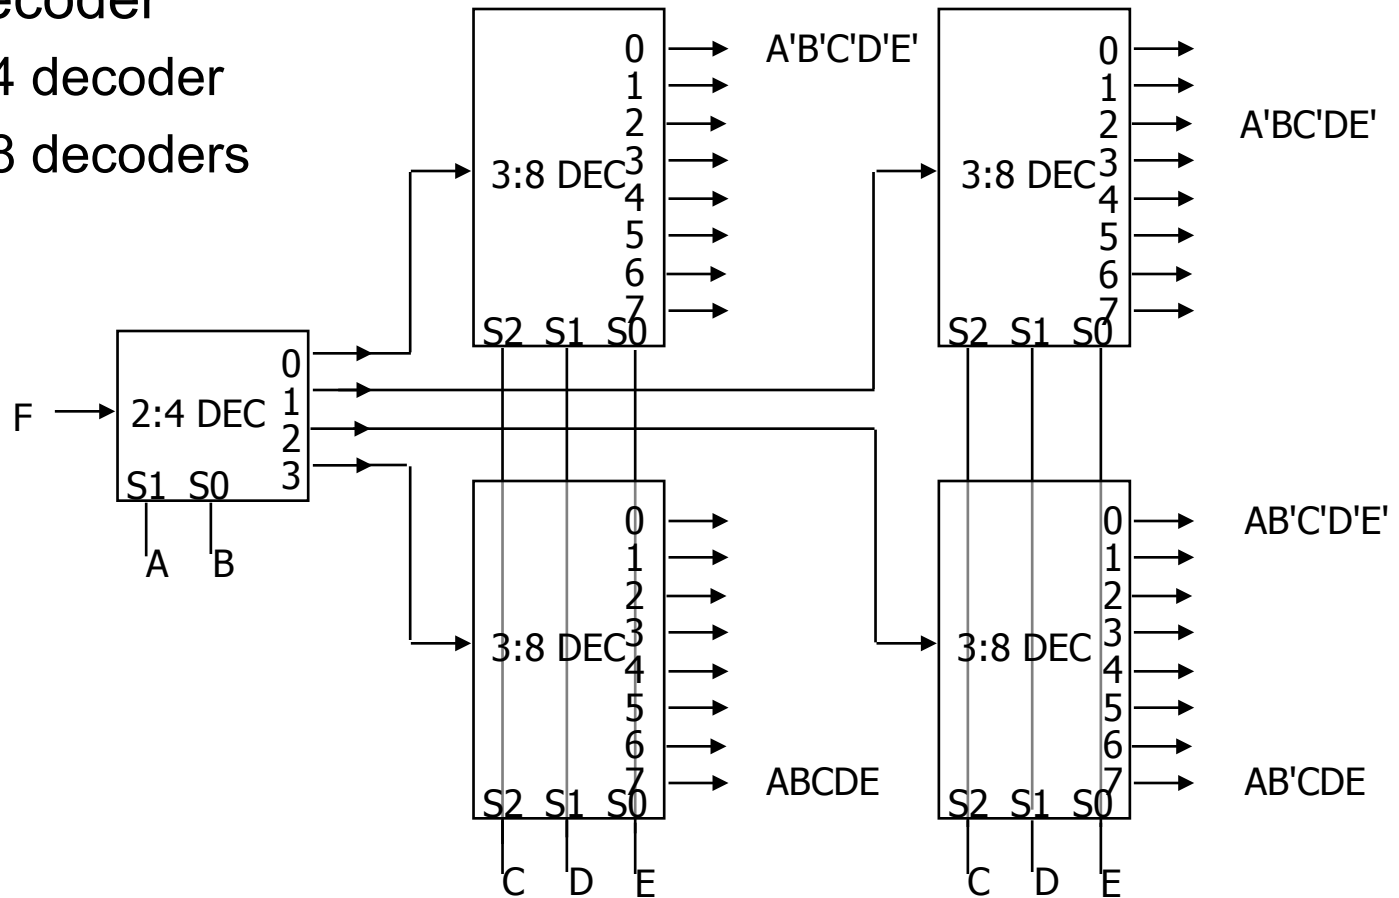 ecoder
4 decoder
8 decoders
0 A'B'C'D'E'
1
2
3:8 DEC 3
4
5
6
7
S2 S1 S0
0
1
2 A'BC'DE'
3:8 DEC 3
4
5
6
7
S2 S1 S0
F
2:4 DEC
0
1
2
3
S1 S0
A B
0
1
2
3:8 DEC 3
4
5
6
7 ABCDE
S2 S1 S0
C D E
0 AB'C'D'E'
1
2
3:8 DEC 3
4
5
6
7 AB'CDE
S2 S1 S0
C D E